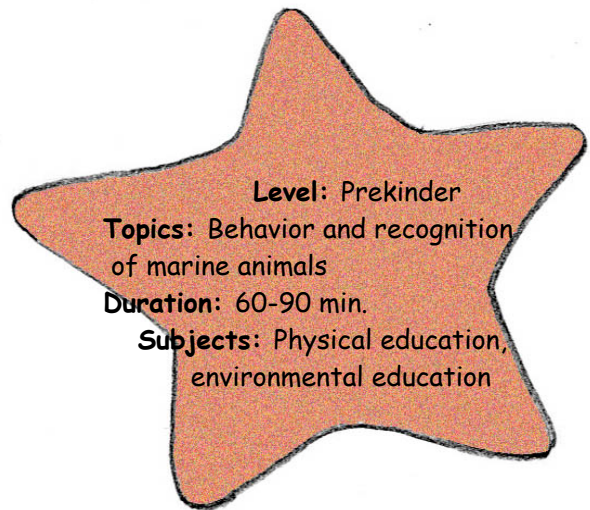 Level: Prekinder
Topics: Behavior and recognition
of marine animals
Duration: 60-90 min.
Subjects: Physical education,
environmental education